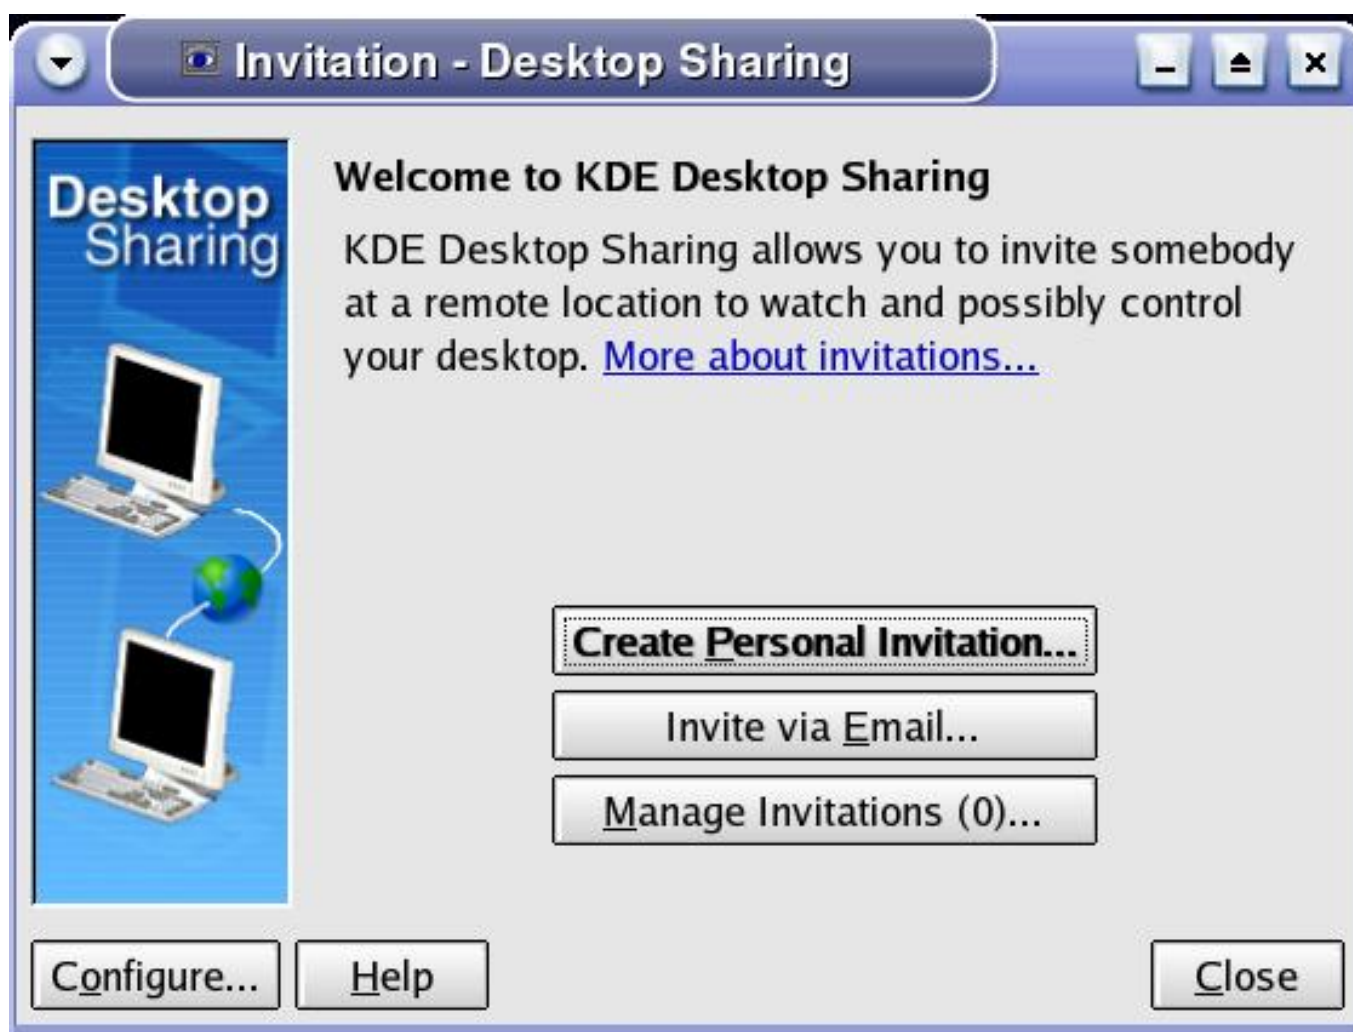 Invitation - Desktop Sharing
Desktop
Sharing
Welcome to KDE Desktop Sharing
KDE Desktop Sharing allows you to invite somebody
at a remote location to watch and possibly control
your desktop. More about invitations...
Create Personal Invitation...
Invite via Email...
Manage Invitations (0)...
Configure...
Help
Close